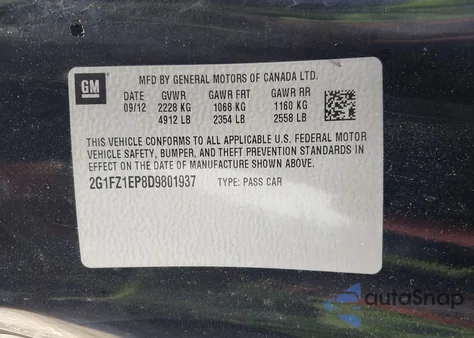 GM
MFD BY GENERAL MOTORS OF CANADA LTD.
DATE GVWR GAWR FRT GAWR RR
09/12 2228 KG 1068 KG 1160 KG
4912 LB 2354 LB 2558 LB
THIS VEHICLE CONFORMS TO ALL APPLICABLE U.S. FEDERAL MOTOR
VEHICLE SAFETY, BUMPER, AND THEFT PREVENTION STANDARDS IN
EFFECT ON THE DATE OF MANUFACTURE SHOWN ABOVE.
2G1FZ1EP8D9801937 TYPE: PASS CAR
autoSnap